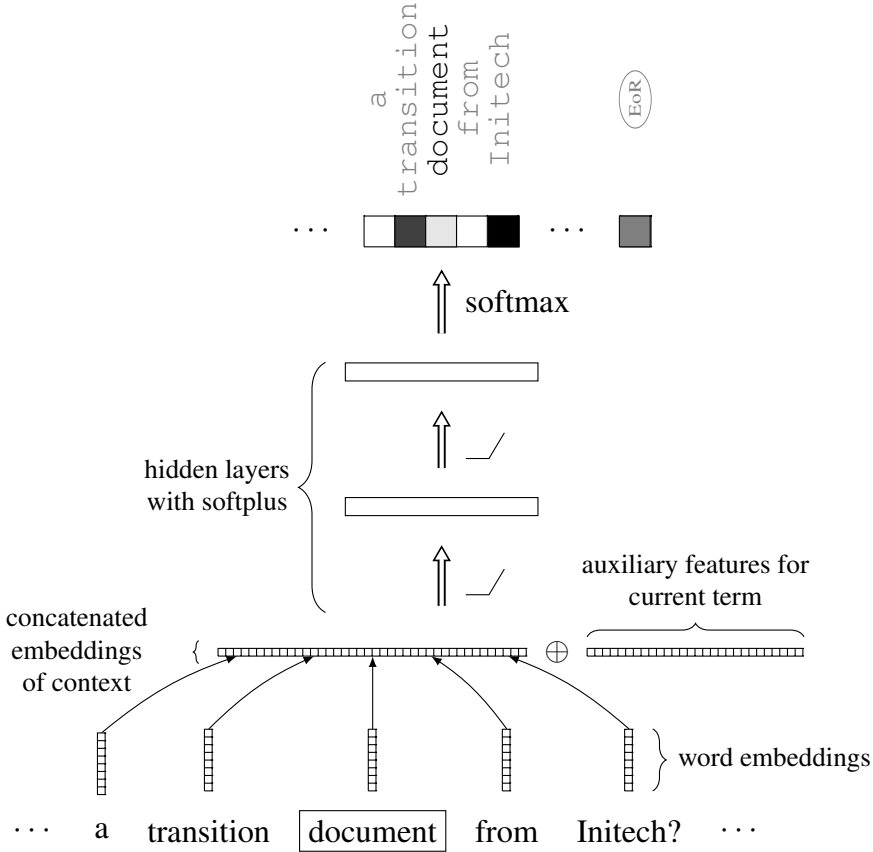 a
transition
document
from
Initech
EoR
··· ···
softmax
hidden layers
with softplus
auxiliary features for
current term
concatenated
embeddings
of context
word embeddings
··· a transition document from Initech? ···